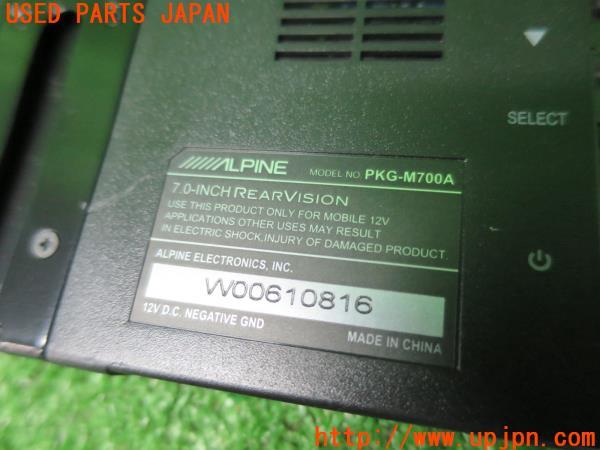 USED PARTS JAPAN
SELECT
ALPINE MODEL NO. PKG-M700A
7.0-INCH REARVISION
USE THIS PRODUCT ONLY FOR MOBILE 12V
APPLICATIONS OTHER USES MAY RESULT
IN ELECTRIC SHOCK,INJURY OF DAMAGED PRODUCT.
ALPINE ELECTRONICS, INC.
W00610816
12V D.C. NEGATIVE GND
MADE IN CHINA
UPJ
http://www.upjpn.com